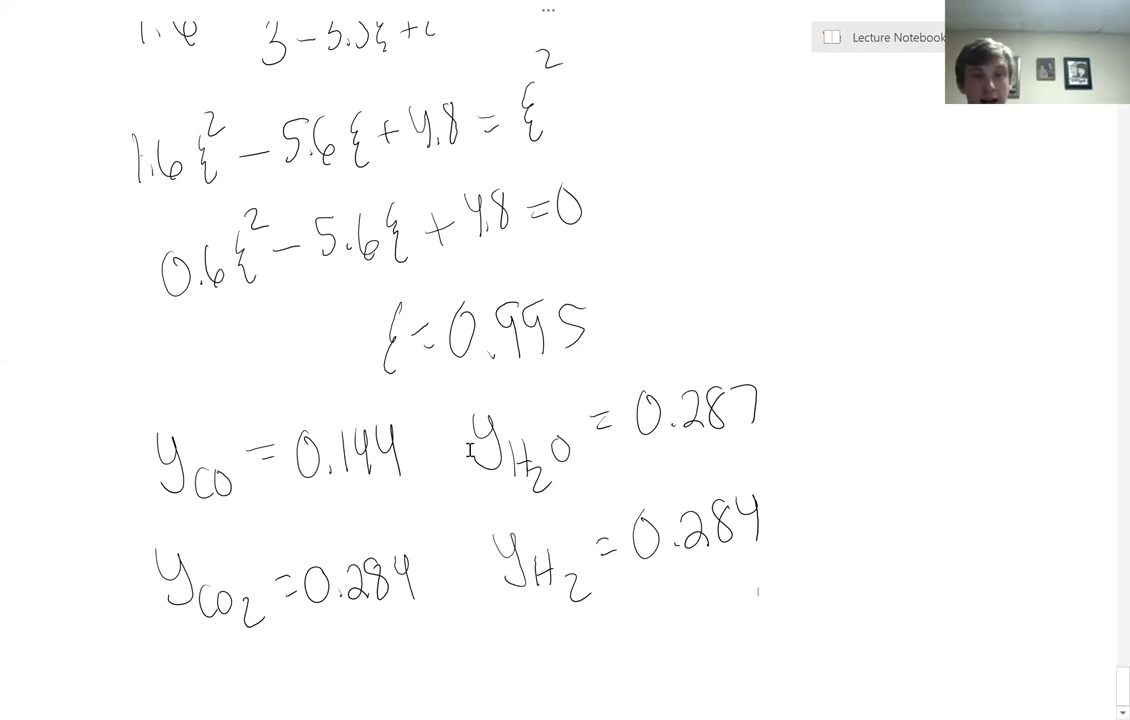 Lecture Notebook
1.6ξ² − 5.6ξ + 4.8 = ξ²
0.6ξ² − 5.6ξ + 4.8 = 0
ξ = 0.995
y_CO = 0.144 y_H₂O = 0.287
y_CO₂ = 0.284 y_H₂ = 0.284